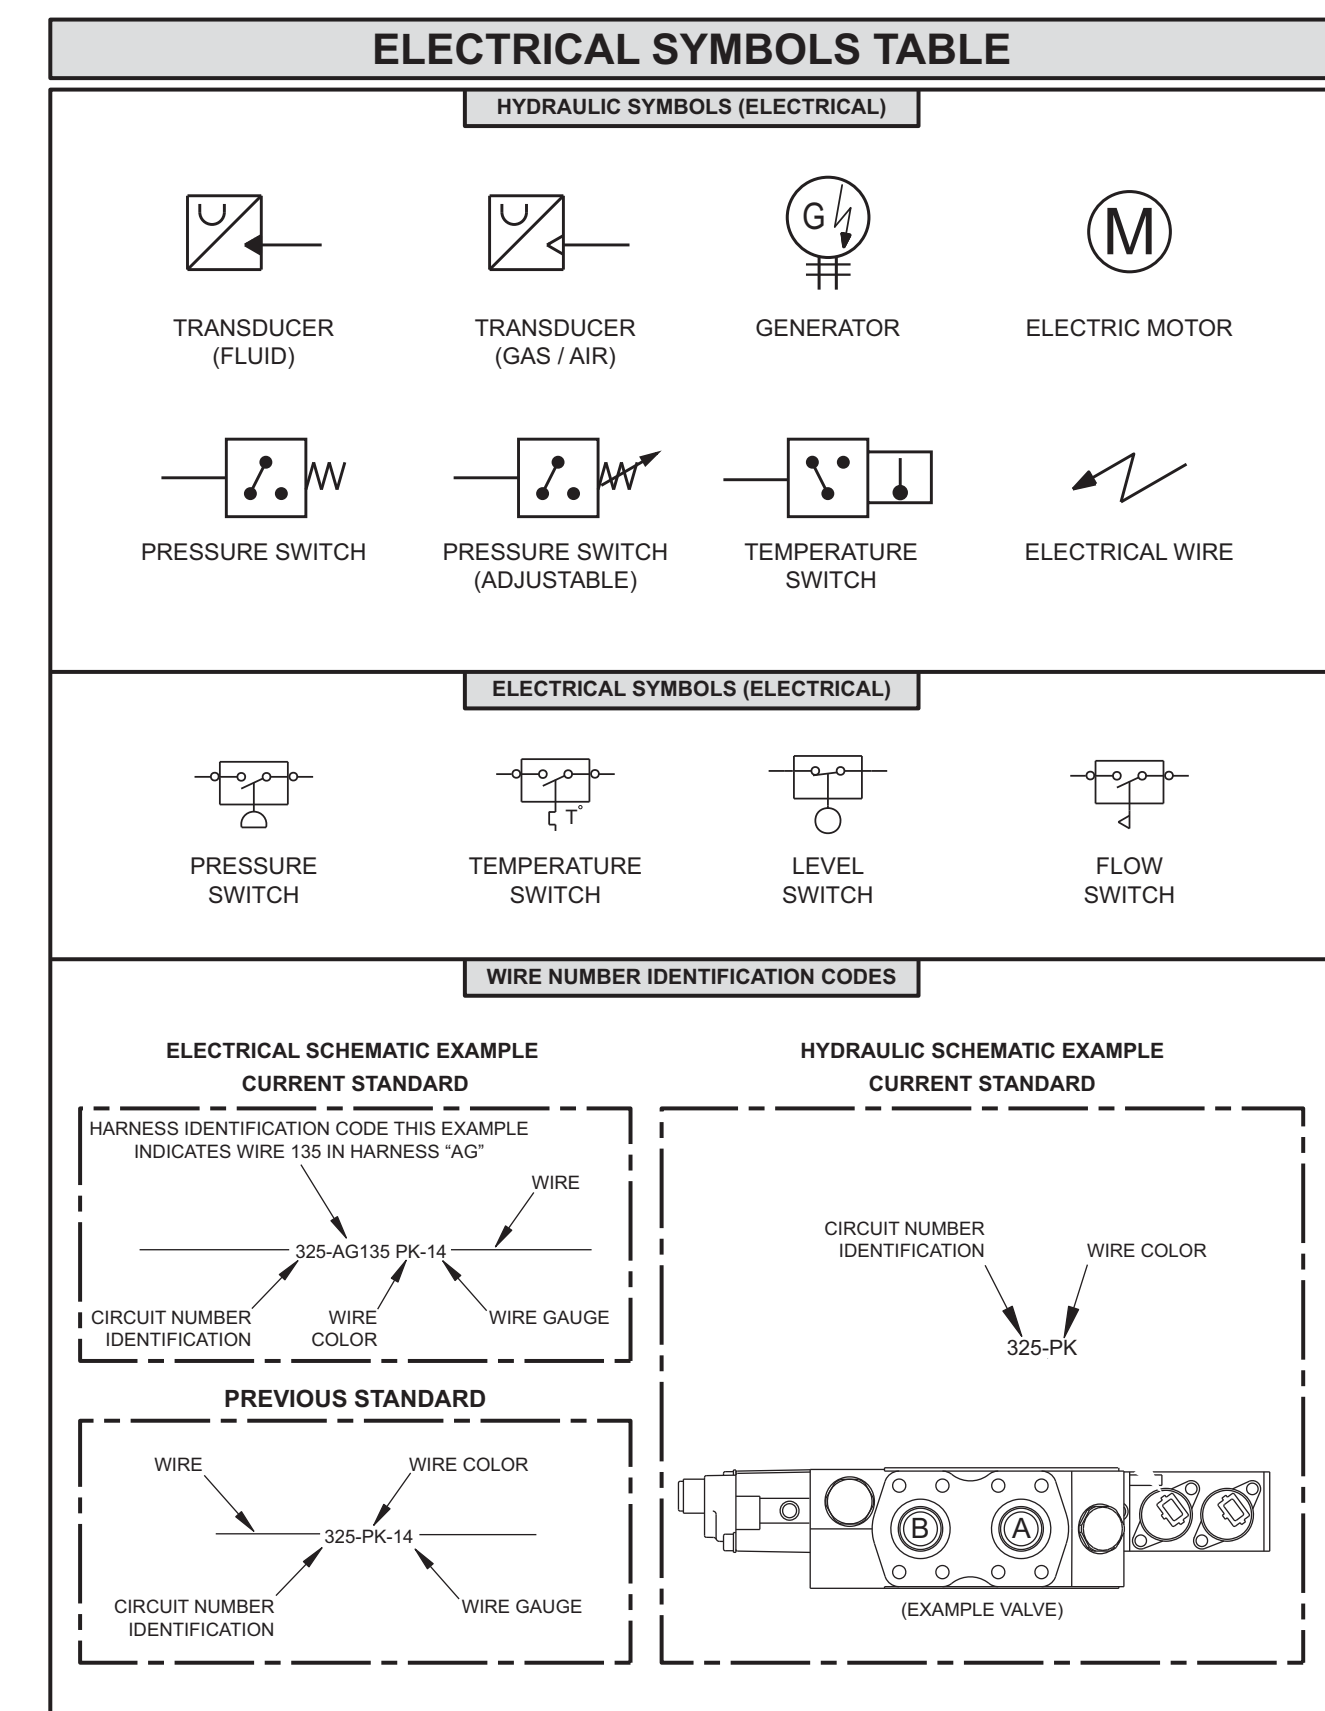 ELECTRICAL SYMBOLS TABLE
HYDRAULIC SYMBOLS (ELECTRICAL)
G
M
TRANSDUCER
(FLUID)
TRANSDUCER
(GAS / AIR)
GENERATOR
ELECTRIC MOTOR
PRESSURE SWITCH
PRESSURE SWITCH
(ADJUSTABLE)
TEMPERATURE
SWITCH
ELECTRICAL WIRE
ELECTRICAL SYMBOLS (ELECTRICAL)
T°
PRESSURE
SWITCH
TEMPERATURE
SWITCH
LEVEL
SWITCH
FLOW
SWITCH
WIRE NUMBER IDENTIFICATION CODES
ELECTRICAL SCHEMATIC EXAMPLE
CURRENT STANDARD
HARNESS IDENTIFICATION CODE THIS EXAMPLE
INDICATES WIRE 135 IN HARNESS “AG”
WIRE
325-AG135 PK-14
CIRCUIT NUMBER
IDENTIFICATION
WIRE
COLOR
WIRE GAUGE
PREVIOUS STANDARD
WIRE
WIRE COLOR
325-PK-14
CIRCUIT NUMBER
IDENTIFICATION
WIRE GAUGE
HYDRAULIC SCHEMATIC EXAMPLE
CURRENT STANDARD
CIRCUIT NUMBER
IDENTIFICATION
WIRE COLOR
325-PK
B
A
(EXAMPLE VALVE)